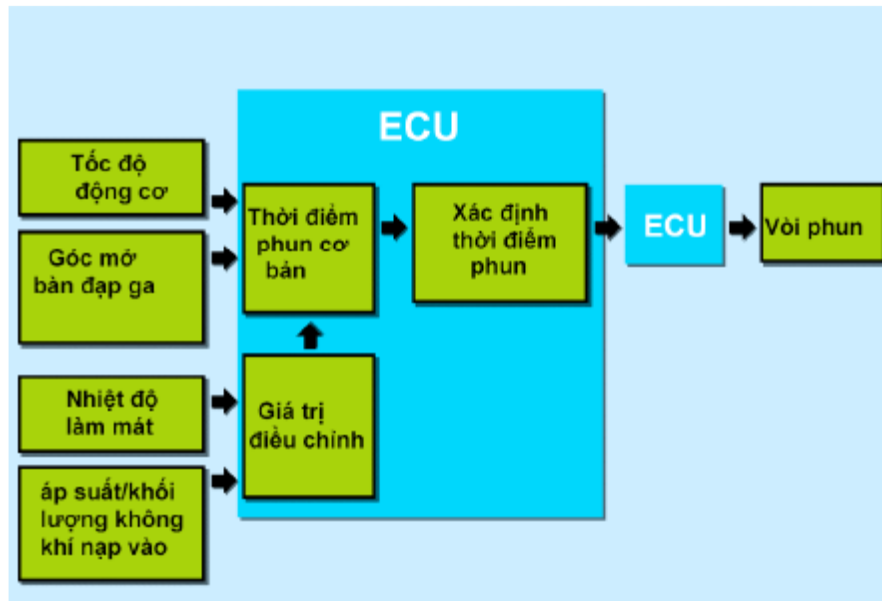 ECU
Tốc độ
động cơ
Góc mở
bàn đạp ga
Thời điểm
phun cơ
bản
Xác định
thời điểm
phun
ECU
Vòi phun
Nhiệt độ
làm mát
áp suất/khối
lượng không
khí nạp vào
Giá trị
điều chỉnh